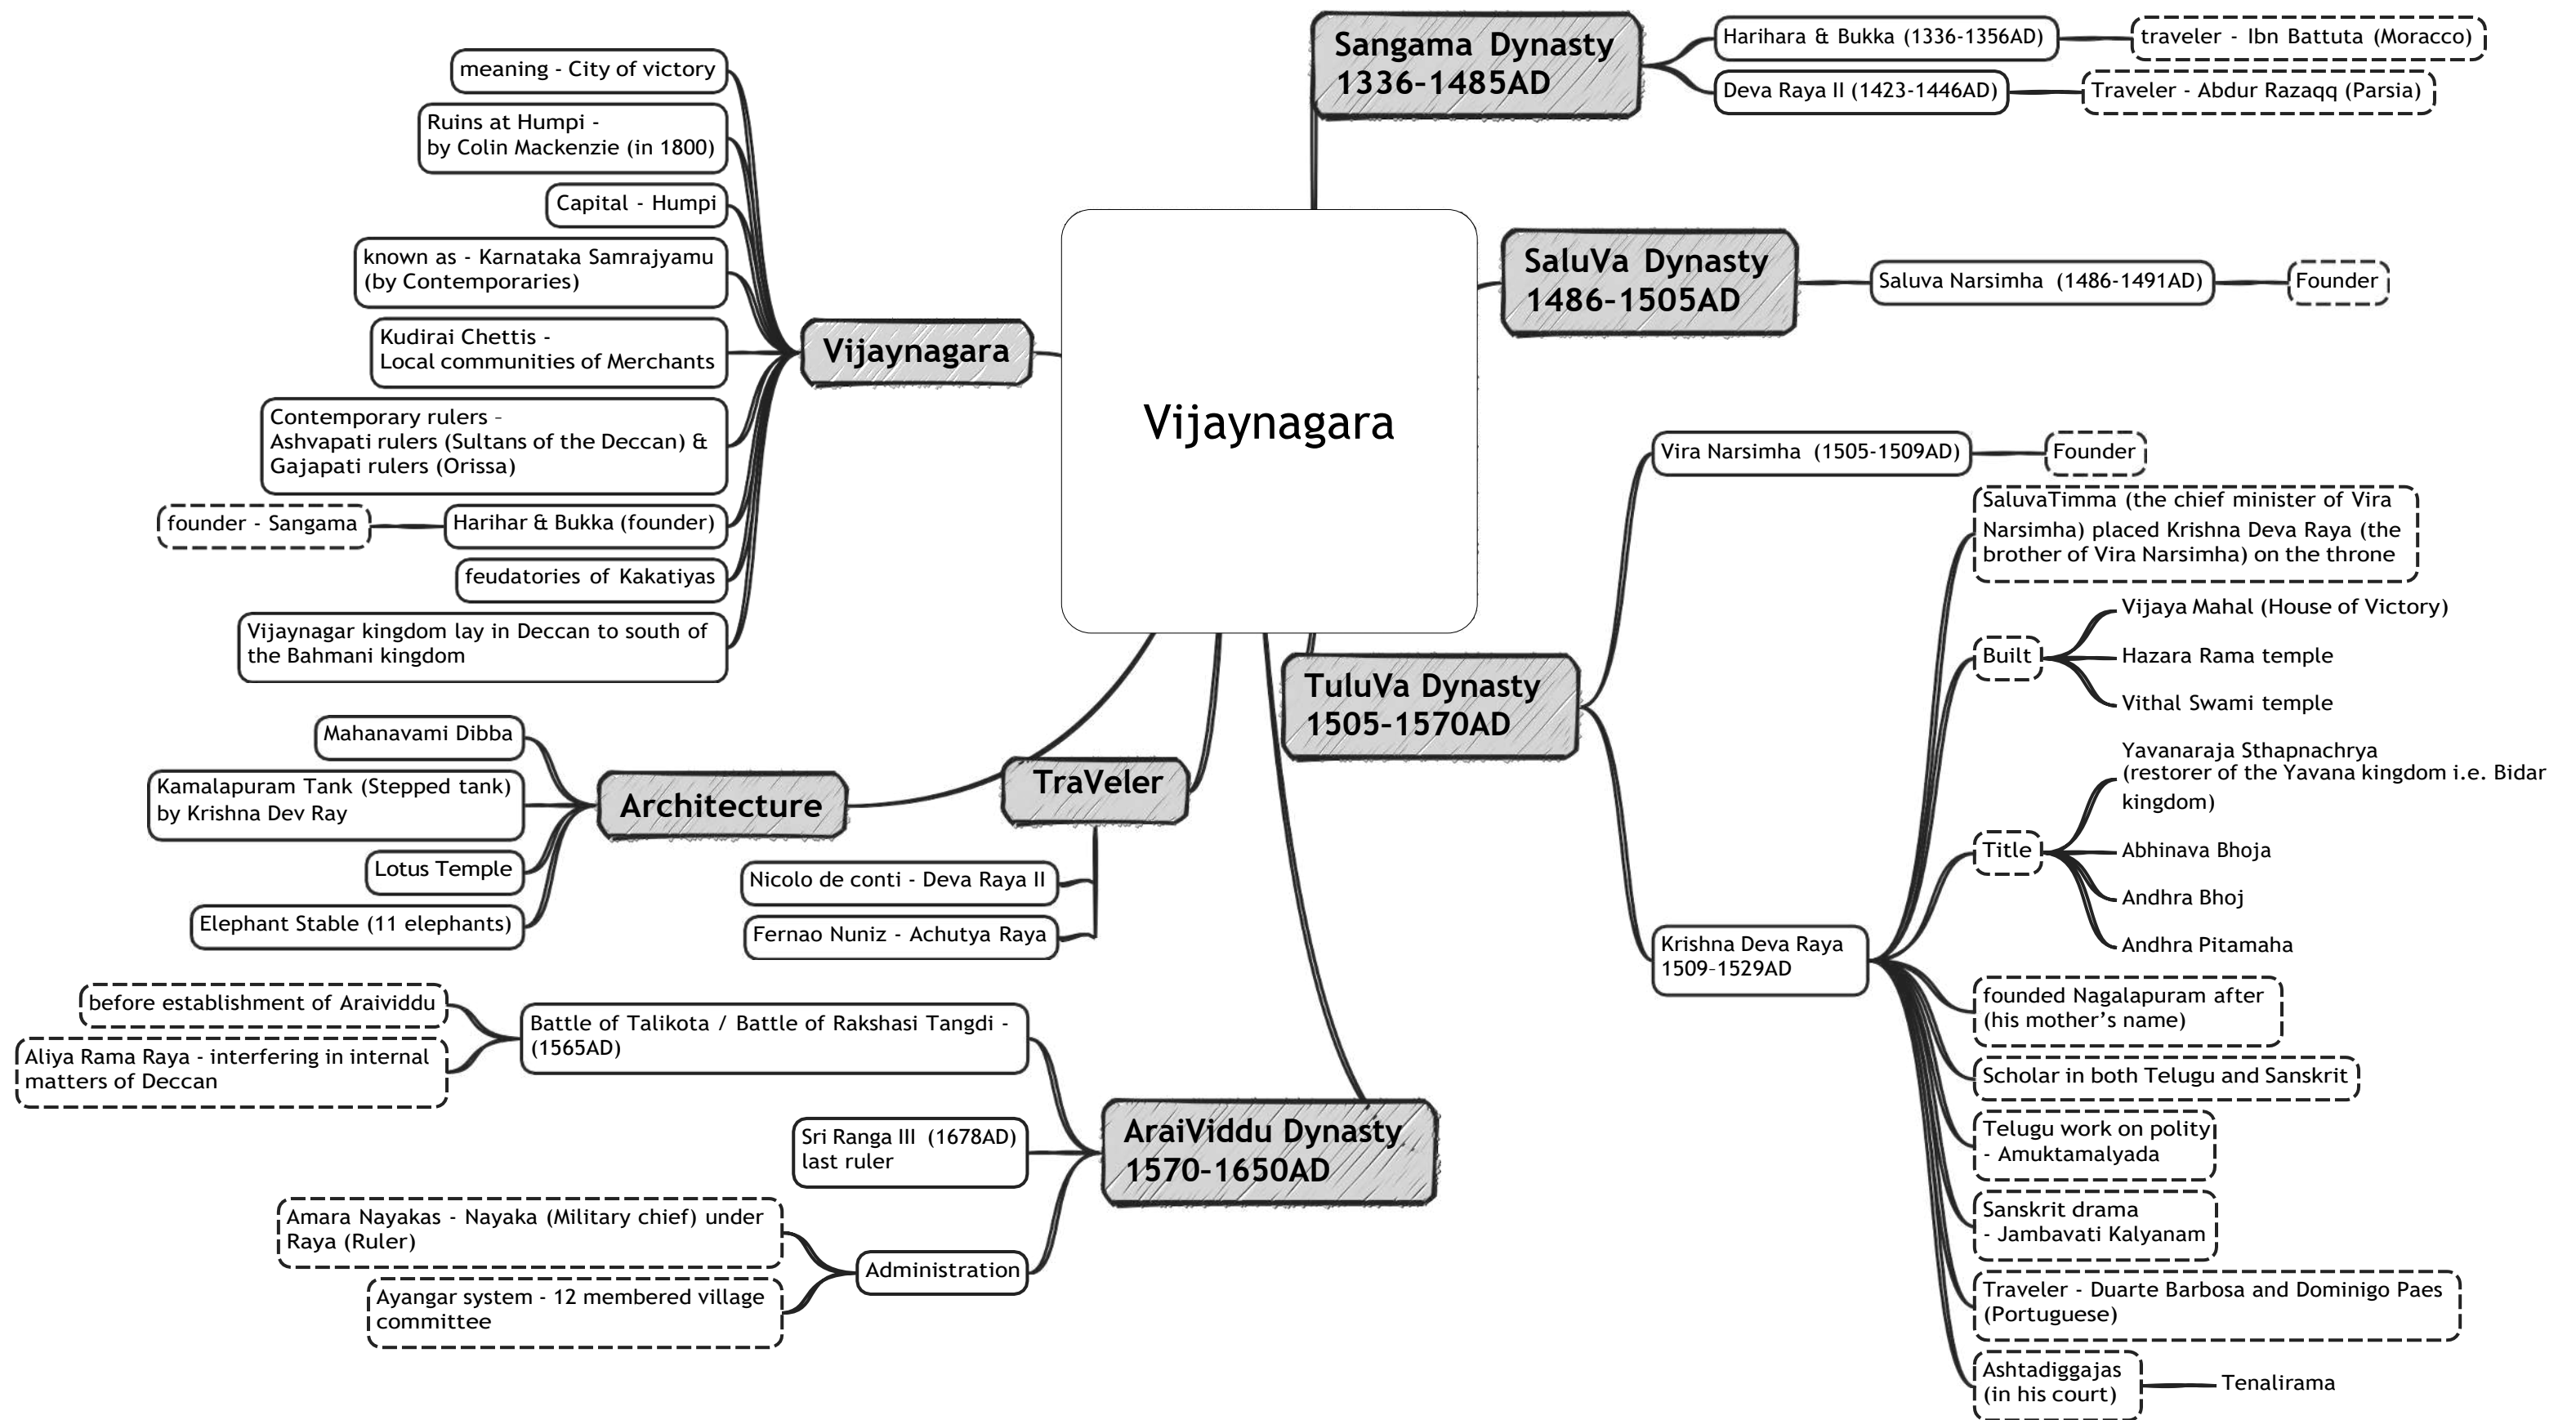 Vijaynagara
Sangama Dynasty
1336–1485AD
Harihara & Bukka (1336-1356AD)
traveler - Ibn Battuta (Moracco)
Deva Raya II (1423-1446AD)
Traveler - Abdur Razaqq (Parsia)
SaluVa Dynasty
1486–1505AD
Saluva Narsimha (1486-1491AD)
Founder
TuluVa Dynasty
1505–1570AD
Vira Narsimha (1505-1509AD)
Founder
Krishna Deva Raya
1509–1529AD
SaluvaTimma (the chief minister of Vira
Narsimha) placed Krishna Deva Raya (the
brother of Vira Narsimha) on the throne
Built
Vijaya Mahal (House of Victory)
Hazara Rama temple
Vithal Swami temple
Title
Yavanaraja Sthapnachrya
(restorer of the Yavana kingdom i.e. Bidar
kingdom)
Abhinava Bhoja
Andhra Bhoj
Andhra Pitamaha
founded Nagalapuram after
(his mother’s name)
Scholar in both Telugu and Sanskrit
Telugu work on polity
- Amuktamalyada
Sanskrit drama
- Jambavati Kalyanam
Traveler - Duarte Barbosa and Dominigo Paes
(Portuguese)
Ashtadiggajas
(in his court)
Tenalirama
AraiViddu Dynasty
1570–1650AD
Battle of Talikota / Battle of Rakshasi Tangdi -
(1565AD)
before establishment of Araividdu
Aliya Rama Raya - interfering in internal
matters of Deccan
Sri Ranga III (1678AD)
last ruler
Administration
Amara Nayakas - Nayaka (Military chief) under
Raya (Ruler)
Ayangar system - 12 membered village
committee
TraVeler
Nicolo de conti - Deva Raya II
Fernao Nuniz - Achutya Raya
Architecture
Mahanavami Dibba
Kamalapuram Tank (Stepped tank)
by Krishna Dev Ray
Lotus Temple
Elephant Stable (11 elephants)
Vijaynagara
meaning - City of victory
Ruins at Humpi -
by Colin Mackenzie (in 1800)
Capital - Humpi
known as - Karnataka Samrajyamu
(by Contemporaries)
Kudirai Chettis -
Local communities of Merchants
Contemporary rulers –
Ashvapati rulers (Sultans of the Deccan) &
Gajapati rulers (Orissa)
Harihar & Bukka (founder)
founder - Sangama
feudatories of Kakatiyas
Vijaynagar kingdom lay in Deccan to south of
the Bahmani kingdom